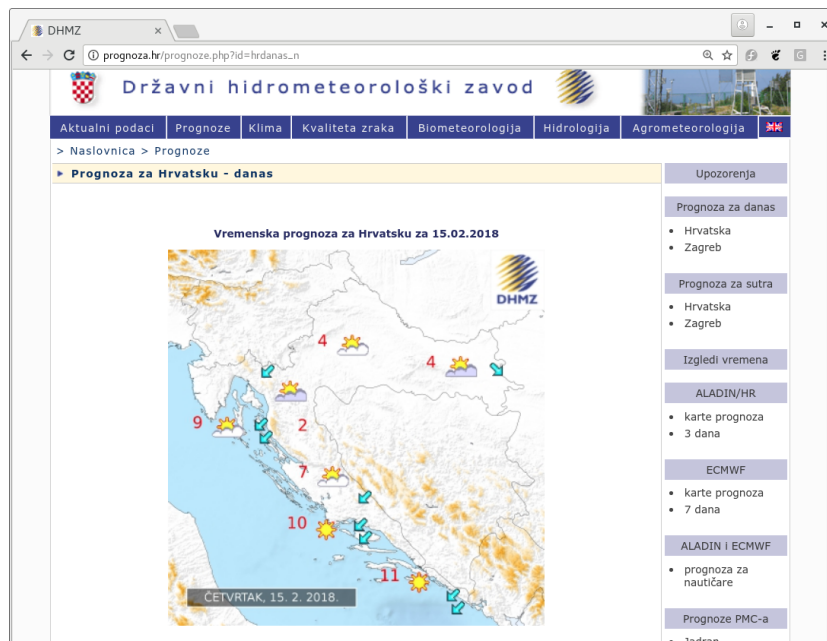 DHMZ
prognoza.hr/prognoze.php?id=hrdanas_n
Državni hidrometeorološki zavod
Aktualni podaci Prognoze Klima Kvaliteta zraka Biometeorologija Hidrologija Agrometeorologija
> Naslovnica > Prognoze
Prognoza za Hrvatsku - danas
Vremenska prognoza za Hrvatsku za 15.02.2018
DHMZ
4
4
9
2
7
10
11
ČETVRTAK, 15. 2. 2018.
Upozorenja
Prognoza za danas
• Hrvatska
• Zagreb
Prognoza za sutra
• Hrvatska
• Zagreb
Izgledi vremena
ALADIN/HR
• karte prognoza
• 3 dana
ECMWF
• karte prognoza
• 7 dana
ALADIN i ECMWF
• prognoza za
nautičare
Prognoze PMC-a
• Jadran